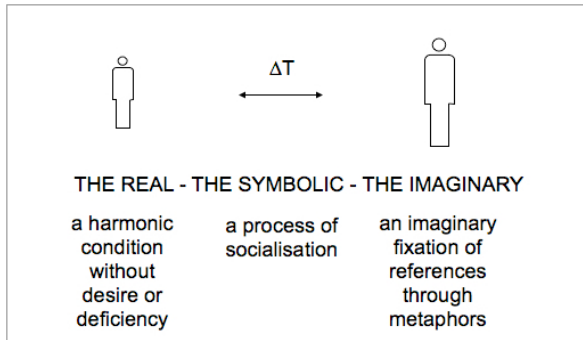 ΔT
THE REAL - THE SYMBOLIC - THE IMAGINARY
a harmonic
condition
without
desire or
deficiency
a process of
socialisation
an imaginary
fixation of
references
through
metaphors